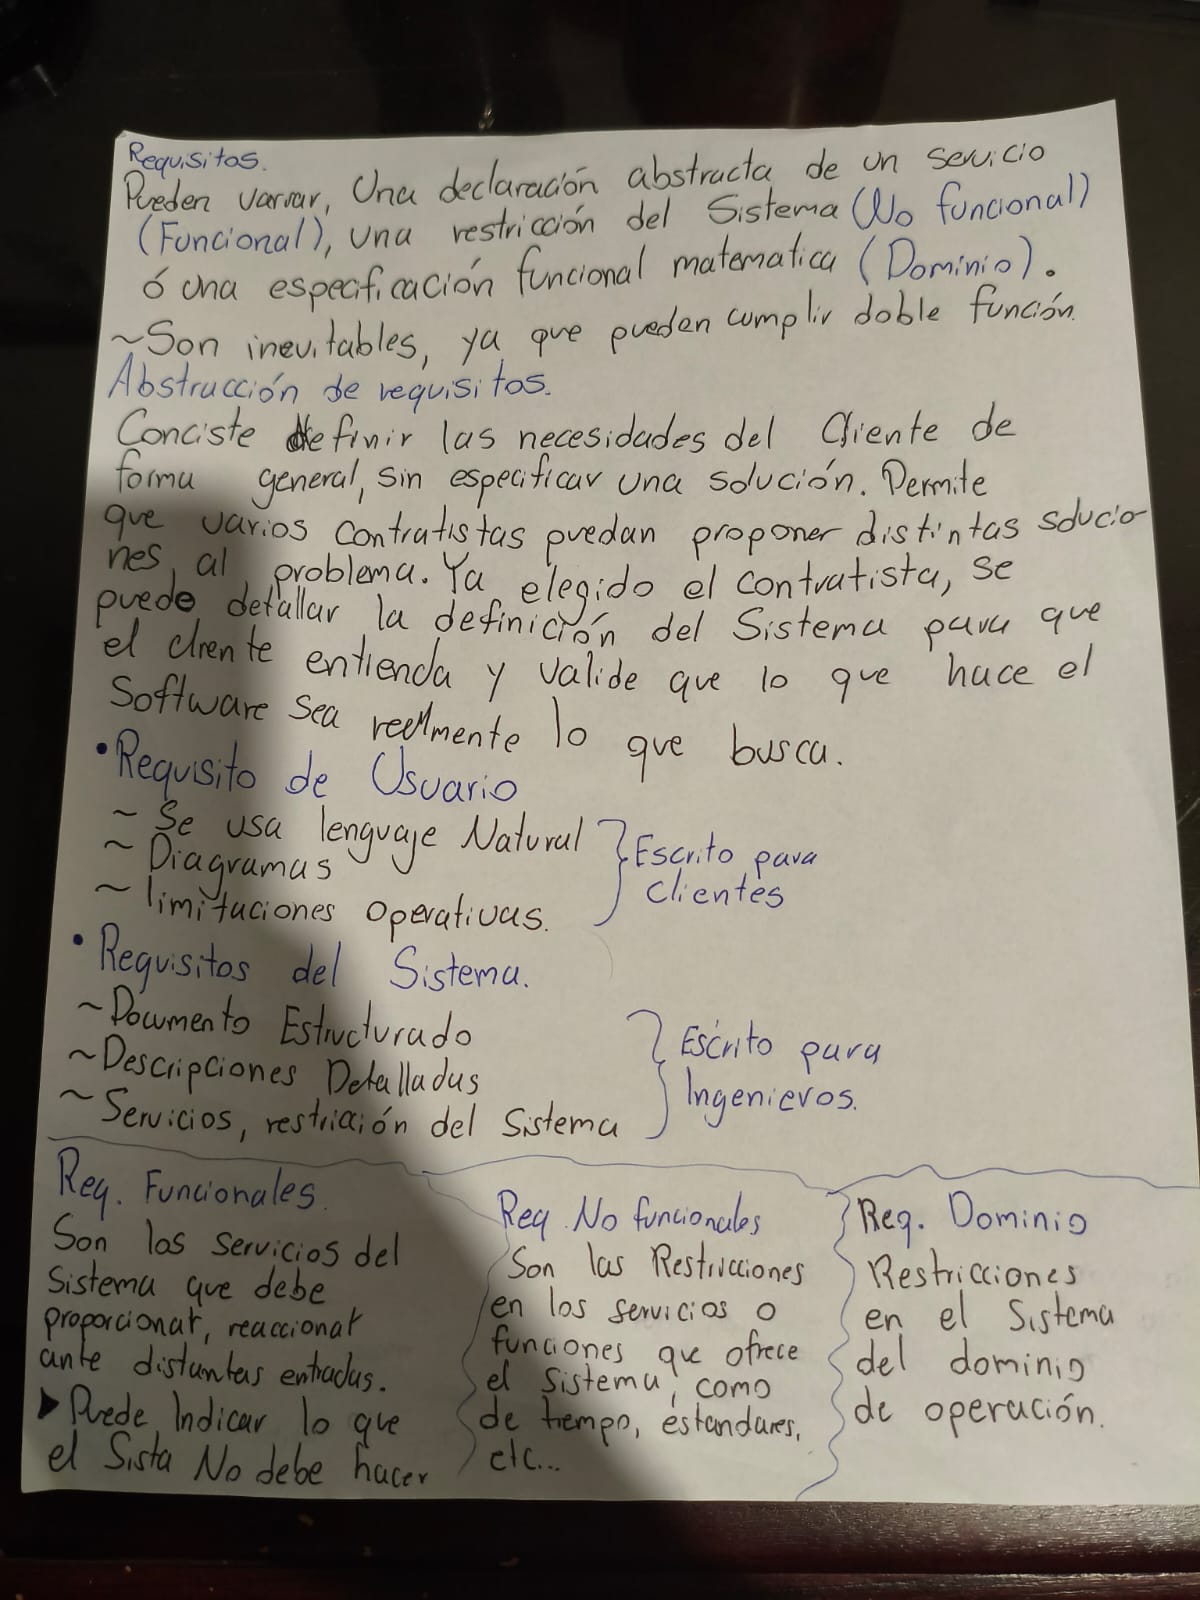 Requisitos.
Pueden variar, Una declaración abstracta de un servicio
(Funcional), una restricción del Sistema (No funcional)
ó una especificación funcional matematica (Dominio).
~Son inevitables, ya que pueden cumplir doble función.
Abstracción de requisitos.
Conciste definir las necesidades del Cliente de
forma general, sin especificar una solución. Permite
que varios contratistas puedan proponer distintas solucio
nes al problema. Ya elegido el contratista, se
puede detallar la definición del Sistema para que
el cliente entienda y valide que lo que hace el
Software sea realmente lo que busca.
• Requisito de Usuario
~ Se usa lenguaje Natural
~ Diagramas
~ limitaciones operativas.
Escrito para
Clientes
• Requisitos del Sistema.
~Documento Estructurado
~Descripciones Detalladas
~Servicios, restricción del Sistema
Escrito para
Ingenieros.
Req. Funcionales.
Son los servicios del
Sistema que debe
proporcionar, reaccionar
ante distintas entradas.
▶ Puede Indicar lo que
el Sista No debe hacer
Req. No funcionales
Son las Restricciones
en los servicios o
funciones que ofrece
el Sistema, como
de tiempo, éstandares,
etc...
Req. Dominio
Restricciones
en el Sistema
del dominio
de operación.